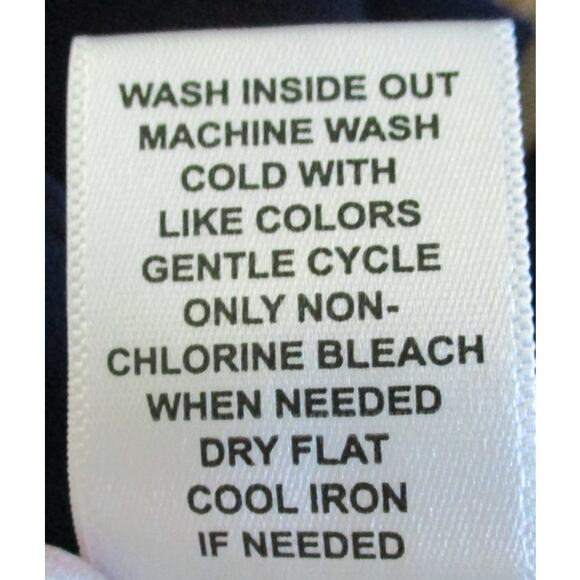 WASH INSIDE OUT
MACHINE WASH
COLD WITH
LIKE COLORS
GENTLE CYCLE
ONLY NON-
CHLORINE BLEACH
WHEN NEEDED
DRY FLAT
COOL IRON
IF NEEDED